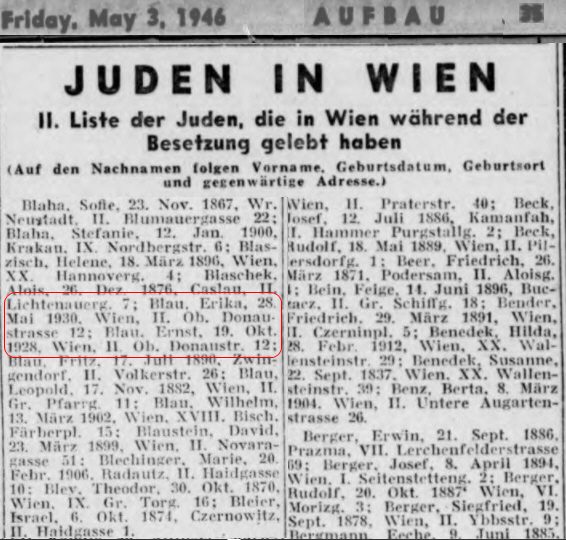 Friday, May 3, 1946 AUFBAU 35
JUDEN IN WIEN
II. Liste der Juden, die in Wien während der
Besetzung gelebt haben
(Auf den Nachnamen folgen Vorname, Geburtsdatum, Geburtsort
und gegenwärtige Adresse.)
Blaha, Sofie, 23. Nov. 1867, Wr.
Neustadt, II. Blumauergasse 22;
Blaha, Stefanie, 12. Jan. 1900,
Krakau, IX. Nordbergstr. 6; Blas-
zisch, Helene, 18. März 1896, Wien,
XX. Hannoverg. 4; Blaschek,
Alois, 26. Dez. 1876, Caslau, II
Lichtenauerg. 7; Blau, Erika, 28.
Mai 1930, Wien, II. Ob. Donau-
strasse 12; Blau, Ernst, 19. Okt.
1928, Wien, II. Ob. Donaustr. 12;
Blau, Fritz, 17. Juli 1890, Zwin-
gendorf, II. Volkerstr. 26; Blau,
Leopold, 17. Nov. 1882, Wien, II.
Gr. Pfarrg. 11; Blau, Wilhelm,
13. März 1902, Wien, XVIII. Bisch.
Färberpl. 15; Blaustein, David,
23. März 1899, Wien, II. Novara-
gasse 51; Blechinger, Marie, 20.
Febr. 1906, Radautz, II. Haidgasse
10; Blev, Theodor, 30. Okt. 1870,
Wien, IX. Gr. Torg. 16; Bleier,
Israel, 6. Okt. 1874, Czernowitz,
II. Haidgasse 1.
Wien, II. Praterstr. 40; Beck,
Josef, 12. Juli 1886, Kamanfah,
I. Hammer Purgstallg. 2; Beck,
Rudolf, 18. Mai 1889, Wien, II. Pil-
ersdorfg. 1; Beer, Friedrich, 26.
März 1871, Podersam, II. Aloisg.
1; Bein, Feige, 14. Juni 1896, Buc-
zacz, II. Gr. Schiffg. 18; Bender,
Friedrich, 29. März 1891, Wien,
II. Czerninpl. 5; Benedek, Hilda,
28. Febr. 1912, Wien, XX. Wal-
lensteinstr. 29; Benedek, Susanne,
22. Sept. 1837, Wien. XX. Wallen-
steinstr. 39; Benz, Berta, 8. März
1904. Wien, II. Untere Augarten-
strasse 26.
Berger, Erwin, 21. Sept. 1886,
Prazma, VII. Lerchenfelderstrasse
69; Berger, Josef, 8. April 1894,
Wien, I. Seitenstetteng. 2; Berger,
Rudolf, 20. Okt. 1887, Wien, VI.
Morizg. 3; Berger, Siegfried, 19.
Sept. 1878, Wien, II. Ybbsstr. 9;
Bergmann, Eeche, 9. Juni 1885,